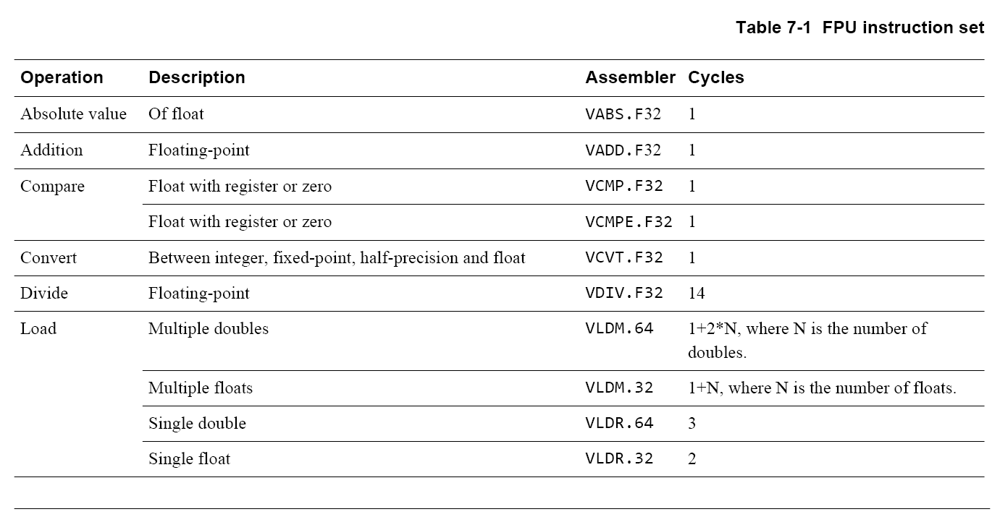 Table 7-1 FPU instruction set
Operation Description Assembler Cycles
Absolute value Of float VABS.F32 1
Addition Floating-point VADD.F32 1
Compare Float with register or zero VCMP.F32 1
Float with register or zero VCMPE.F32 1
Convert Between integer, fixed-point, half-precision and float VCVT.F32 1
Divide Floating-point VDIV.F32 14
Load Multiple doubles VLDM.64 1+2*N, where N is the number of
doubles.
Multiple floats VLDM.32 1+N, where N is the number of floats.
Single double VLDR.64 3
Single float VLDR.32 2